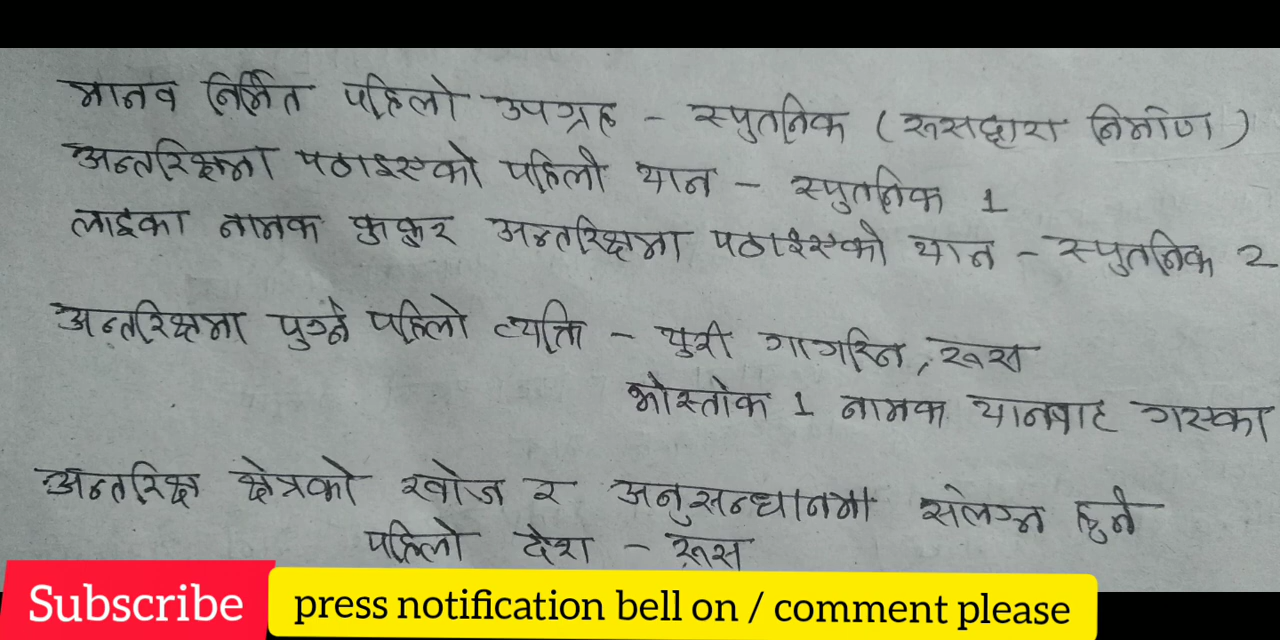 मानव निर्मित पहिलो उपग्रह - स्पुतनिक (रूसद्वारा निर्माण)
अन्तरिक्षमा पठाइएको पहिलो यान - स्पुतनिक 1
लाइका नामक कुकुर अन्तरिक्षमा पठाइएको यान - स्पुतनिक 2
अन्तरिक्षमा पुग्ने पहिलो व्यक्ति - युरी गागरिन, रूस
भोस्तोक 1 नामक यानबाट गएका
अन्तरिक्ष क्षेत्रको खोज र अनुसन्धानमा संलग्न हुने
पहिलो देश - रूस
Subscribe press notification bell on / comment please